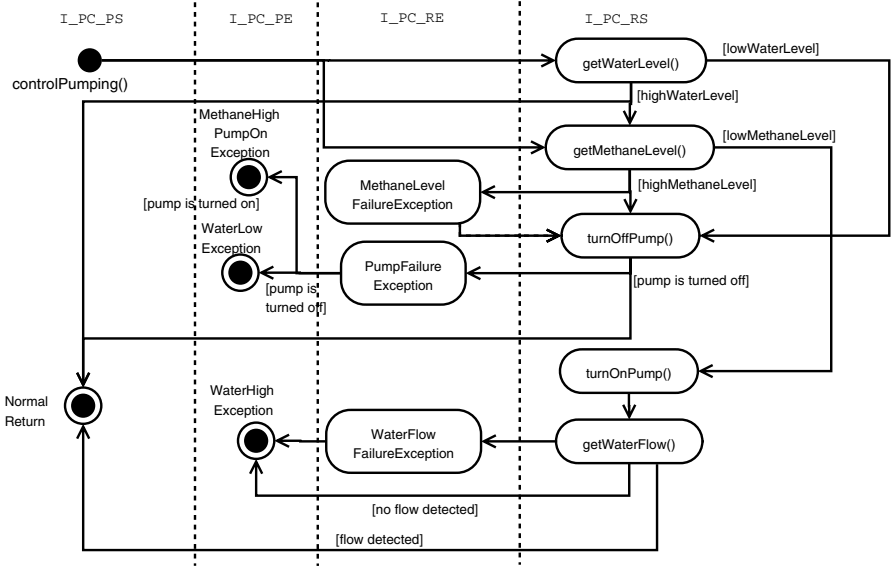 I_PC_PS
I_PC_PE
I_PC_RE
I_PC_RS
controlPumping()
getWaterLevel()
[lowWaterLevel]
[highWaterLevel]
MethaneHigh
PumpOn
Exception
getMethaneLevel()
[lowMethaneLevel]
[highMethaneLevel]
MethaneLevel
FailureException
[pump is turned on]
WaterLow
Exception
turnOffPump()
PumpFailure
Exception
[pump is
turned off]
[pump is turned off]
turnOnPump()
Normal
Return
WaterHigh
Exception
WaterFlow
FailureException
getWaterFlow()
[no flow detected]
[flow detected]